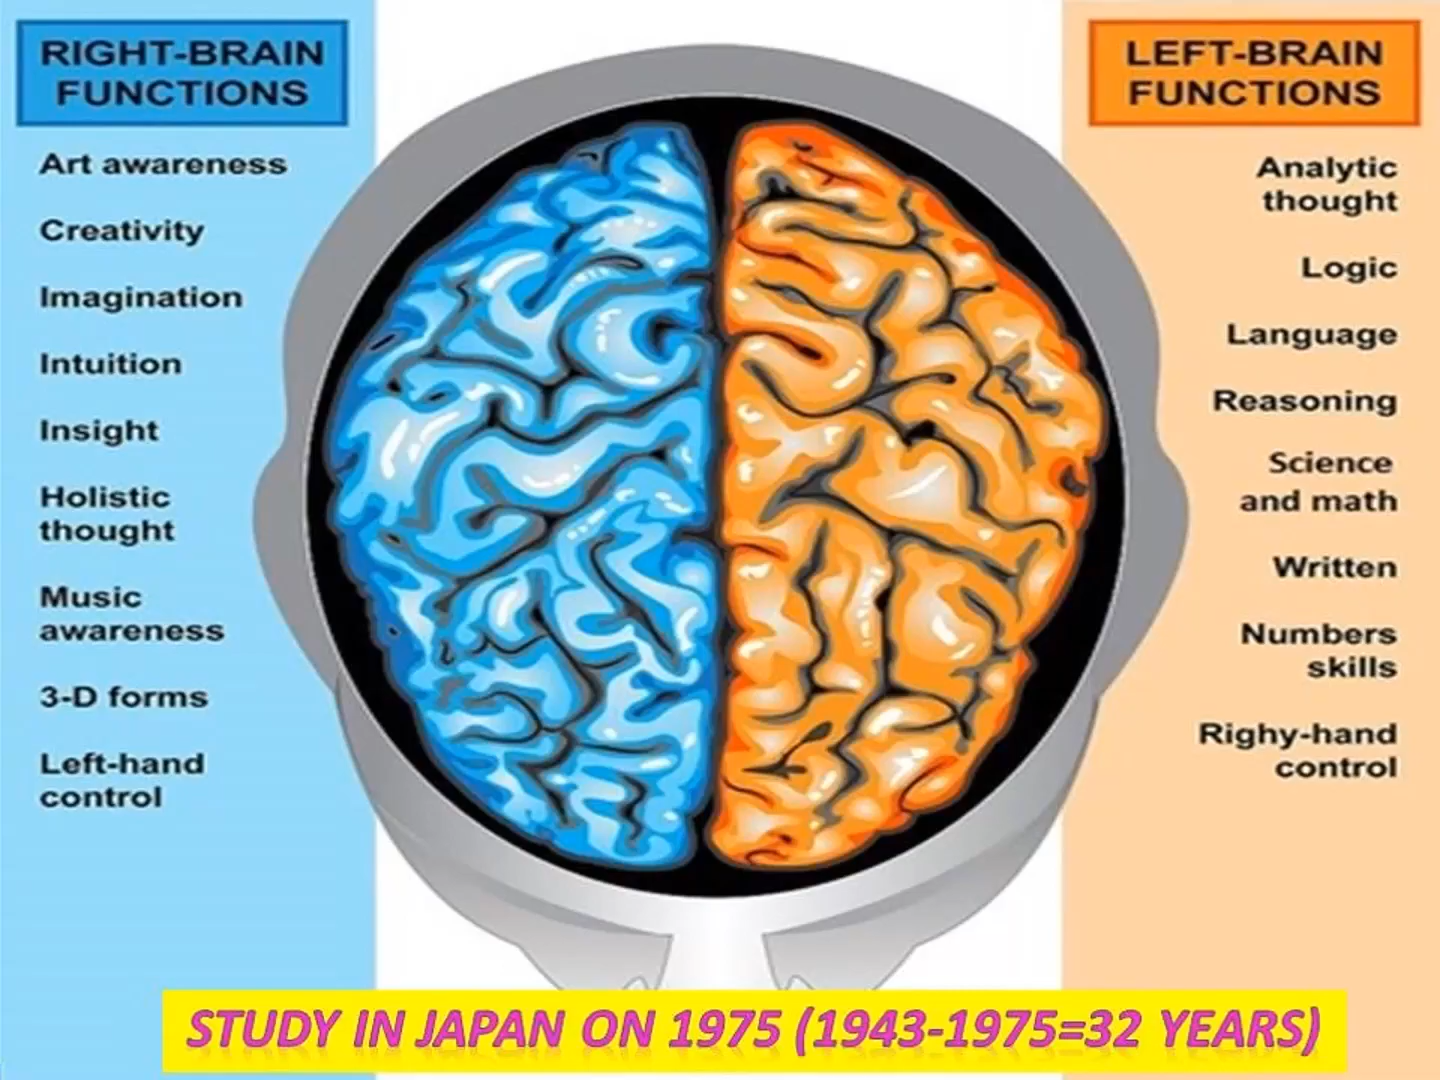 RIGHT-BRAIN
FUNCTIONS
Art awareness
Creativity
Imagination
Intuition
Insight
Holistic
thought
Music
awareness
3-D forms
Left-hand
control
LEFT-BRAIN
FUNCTIONS
Analytic
thought
Logic
Language
Reasoning
Science
and math
Written
Numbers
skills
Righy-hand
control
STUDY IN JAPAN ON 1975 (1943-1975=32 YEARS)